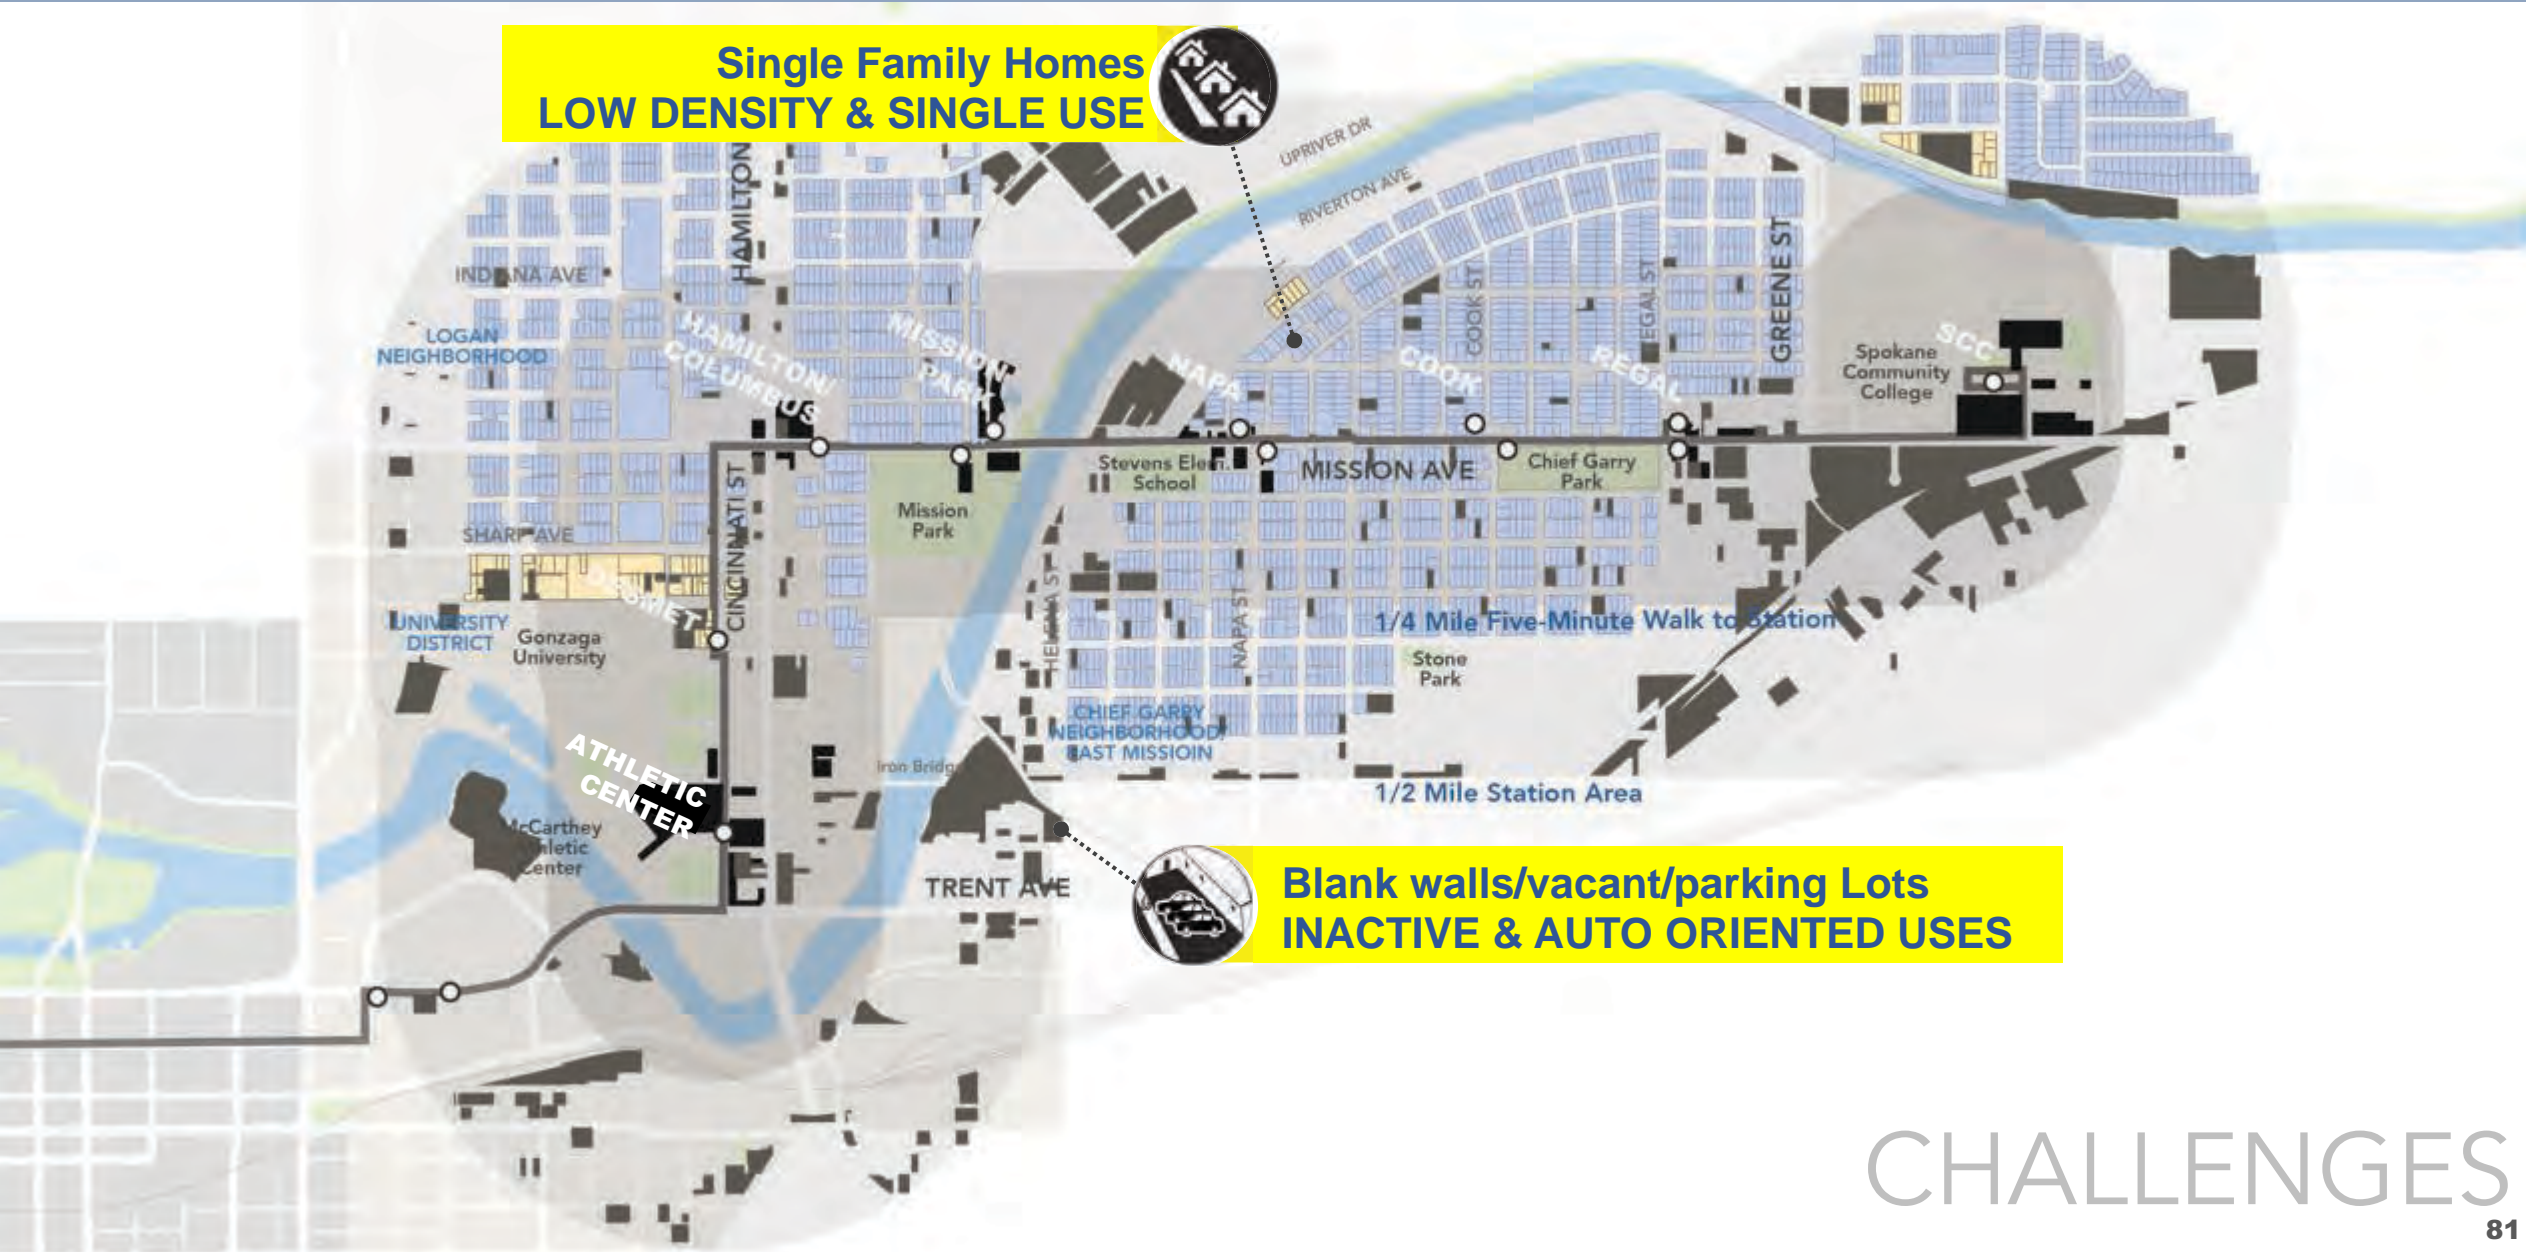 Single Family Homes
LOW DENSITY & SINGLE USE
HAMILTON
UPRIVER DR
RIVERTON AVE
INDIANA AVE
COOK ST
REGAL ST
GREENE ST
LOGAN
NEIGHBORHOOD
HAMILTON/
COLUMBUS
MISSION
PARK
NAPA
COOK
REGAL
SCC
Spokane
Community
College
Stevens Elem.
School
MISSION AVE
Chief Garry
Park
CINCINNATI ST
Mission
Park
SHARP AVE
DESMET
HELENA ST
NAPA ST
1/4 Mile Five-Minute Walk to Station
UNIVERSITY
DISTRICT
Gonzaga
University
Stone
Park
CHIEF GARRY
NEIGHBORHOOD/
EAST MISSIOIN
Iron Bridge
ATHLETIC
CENTER
1/2 Mile Station Area
McCarthey
Athletic
Center
TRENT AVE
Blank walls/vacant/parking Lots
INACTIVE & AUTO ORIENTED USES
CHALLENGES
81